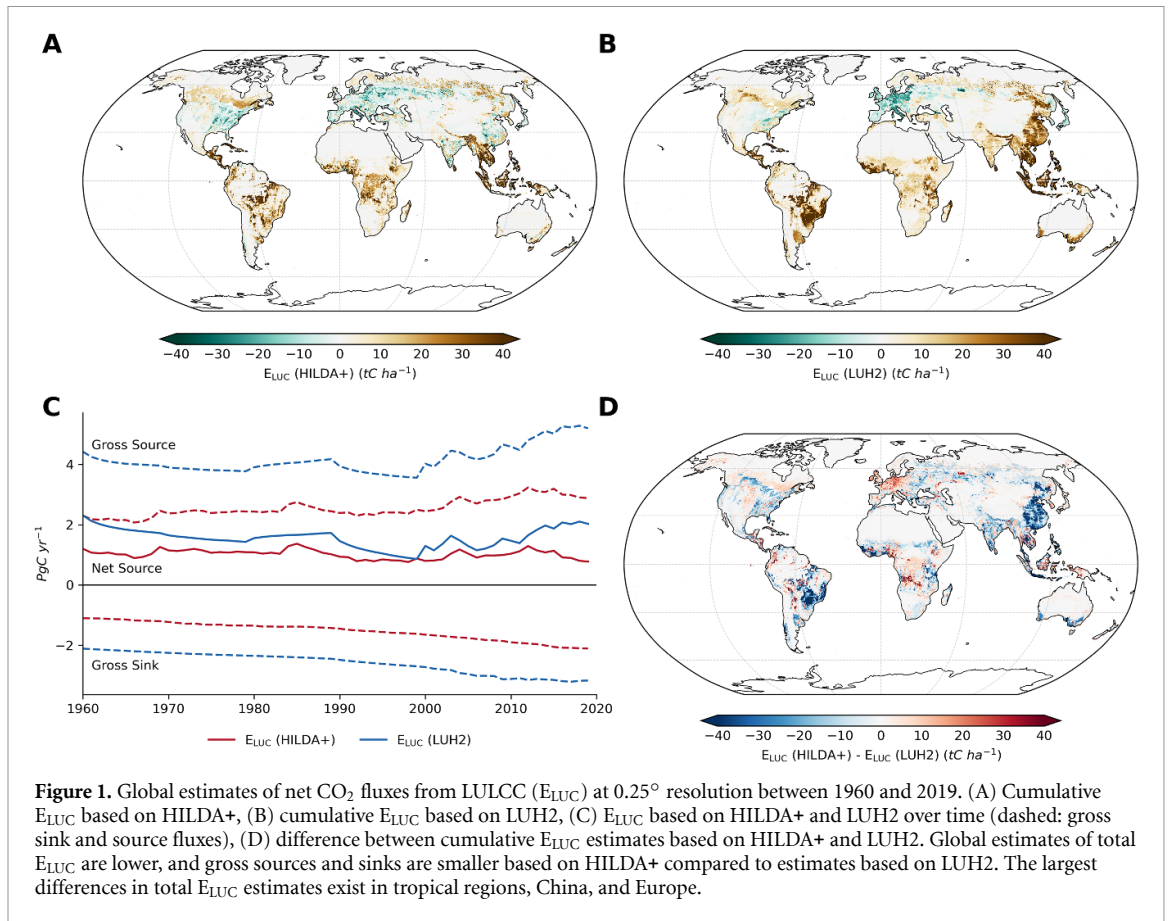 A
B
−40 −30 −20 −10 0 10 20 30 40
E_LUC (HILDA+) (tC ha⁻¹)
−40 −30 −20 −10 0 10 20 30 40
E_LUC (LUH2) (tC ha⁻¹)
C
PgC yr⁻¹
4
2
0
−2
Gross Source
Net Source
Gross Sink
1960 1970 1980 1990 2000 2010 2020
E_LUC (HILDA+) E_LUC (LUH2)
D
−40 −30 −20 −10 0 10 20 30 40
E_LUC (HILDA+) - E_LUC (LUH2) (tC ha⁻¹)
Figure 1. Global estimates of net CO₂ fluxes from LULCC (E_LUC) at 0.25° resolution between 1960 and 2019. (A) Cumulative
E_LUC based on HILDA+, (B) cumulative E_LUC based on LUH2, (C) E_LUC based on HILDA+ and LUH2 over time (dashed: gross
sink and source fluxes), (D) difference between cumulative E_LUC estimates based on HILDA+ and LUH2. Global estimates of total
E_LUC are lower, and gross sources and sinks are smaller based on HILDA+ compared to estimates based on LUH2. The largest
differences in total E_LUC estimates exist in tropical regions, China, and Europe.